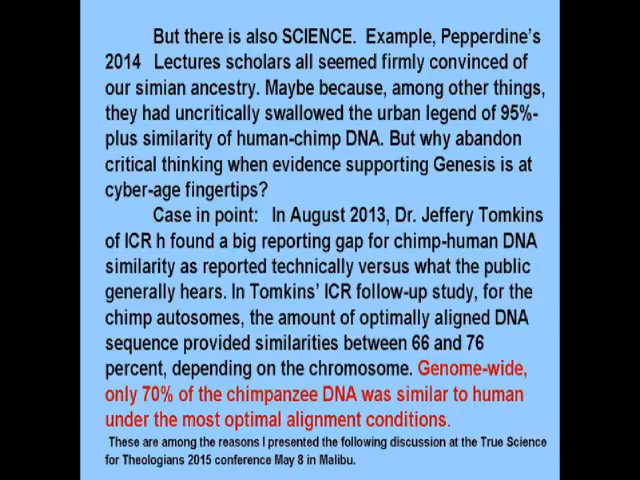 But there is also SCIENCE. Example, Pepperdine's
2014 Lectures scholars all seemed firmly convinced of
our simian ancestry. Maybe because, among other things,
they had uncritically swallowed the urban legend of 95%-
plus similarity of human-chimp DNA. But why abandon
critical thinking when evidence supporting Genesis is at
cyber-age fingertips?
Case in point: In August 2013, Dr. Jeffery Tomkins
of ICR h found a big reporting gap for chimp-human DNA
similarity as reported technically versus what the public
generally hears. In Tomkins' ICR follow-up study, for the
chimp autosomes, the amount of optimally aligned DNA
sequence provided similarities between 66 and 76
percent, depending on the chromosome. Genome-wide,
only 70% of the chimpanzee DNA was similar to human
under the most optimal alignment conditions.
These are among the reasons I presented the following discussion at the True Science
for Theologians 2015 conference May 8 in Malibu.